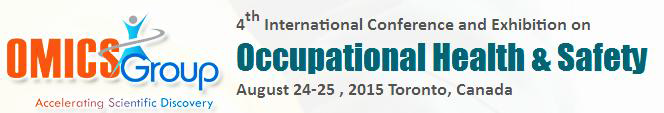 OMICS Group
Accelerating Scientific Discovery
4th International Conference and Exhibition on
Occupational Health & Safety
August 24-25 , 2015 Toronto, Canada